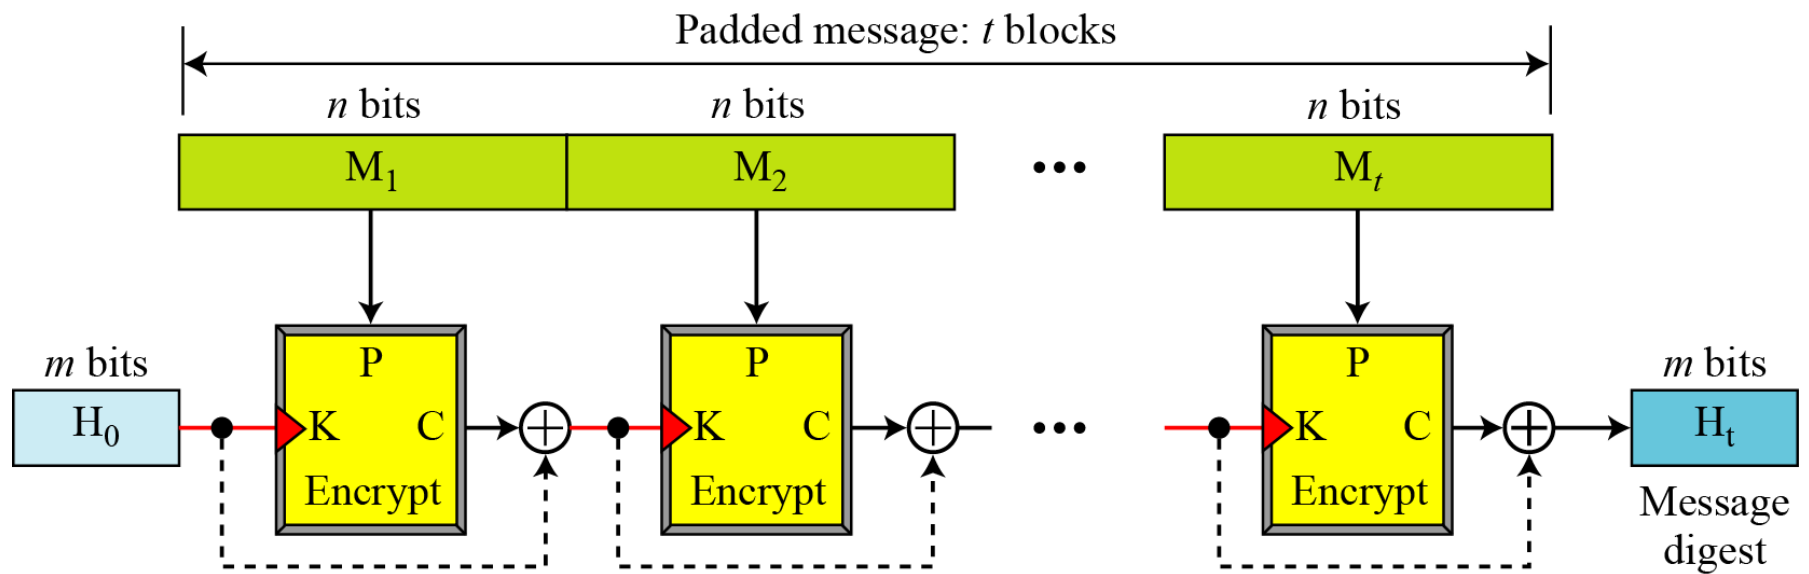 Padded message: t blocks
n bits n bits n bits
M1 M2 ... Mt
m bits P P P m bits
H0 K C K C ... K C Ht
Encrypt Encrypt Encrypt
Message
digest